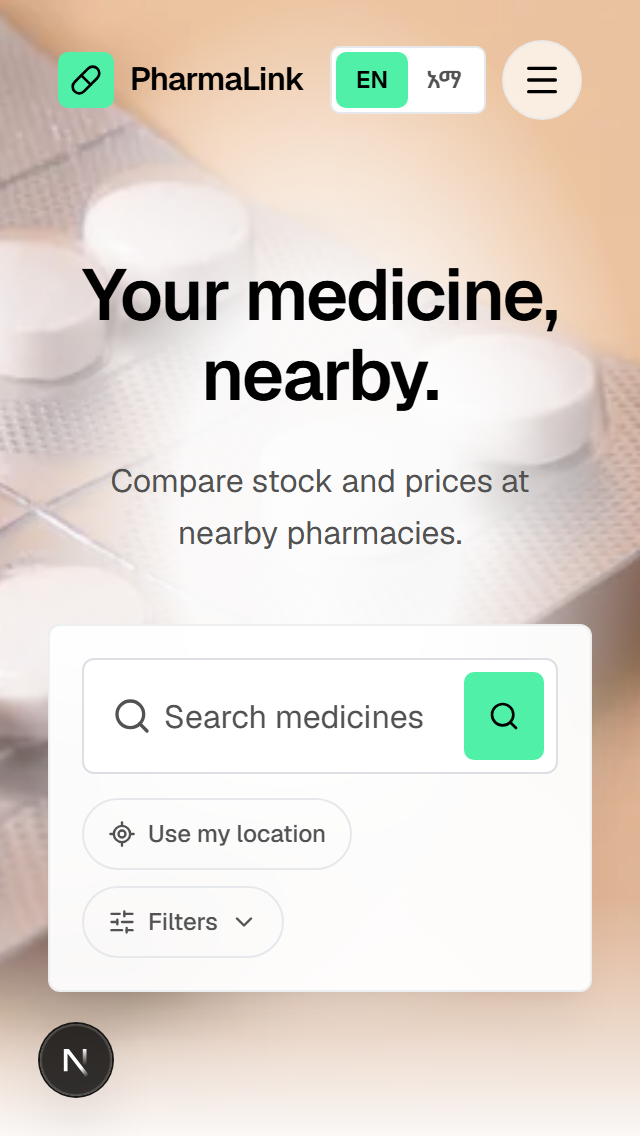 PharmaLink
EN
አማ
Your medicine,
nearby.
Compare stock and prices at
nearby pharmacies.
Search medicines
Use my location
Filters
N